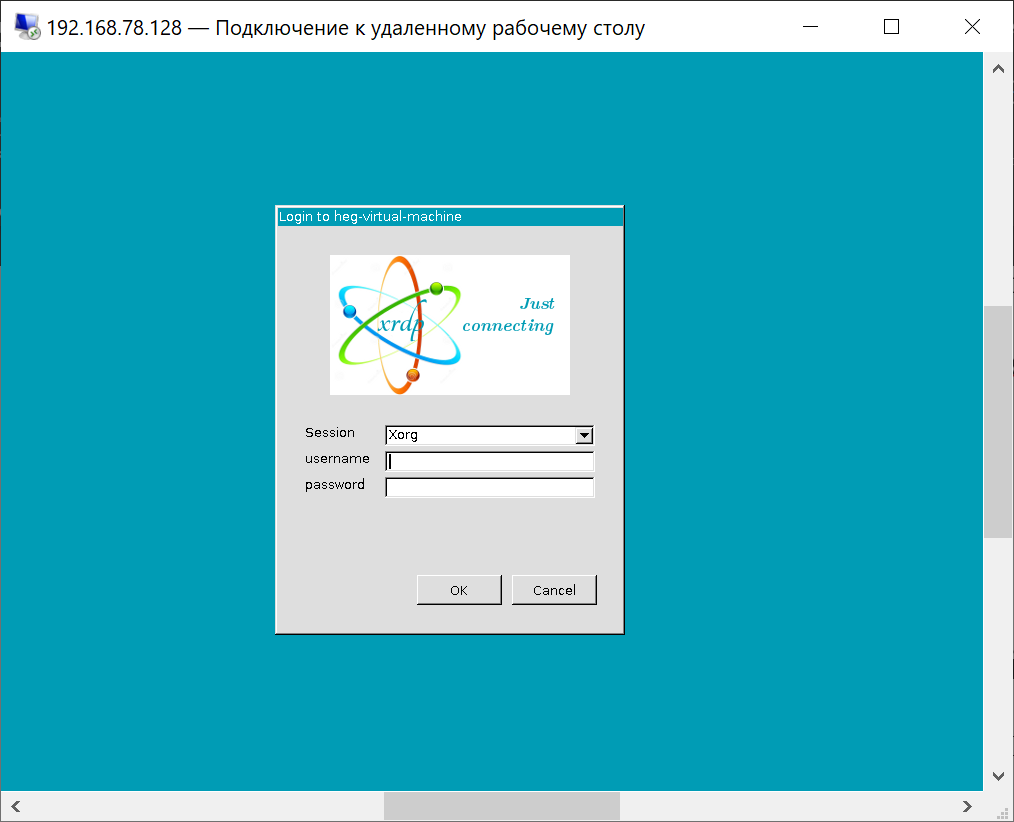 192.168.78.128 — Подключение к удаленному рабочему столу
Login to heg-virtual-machine
xrdp
Just
connecting
Session
Xorg
username
password
OK
Cancel